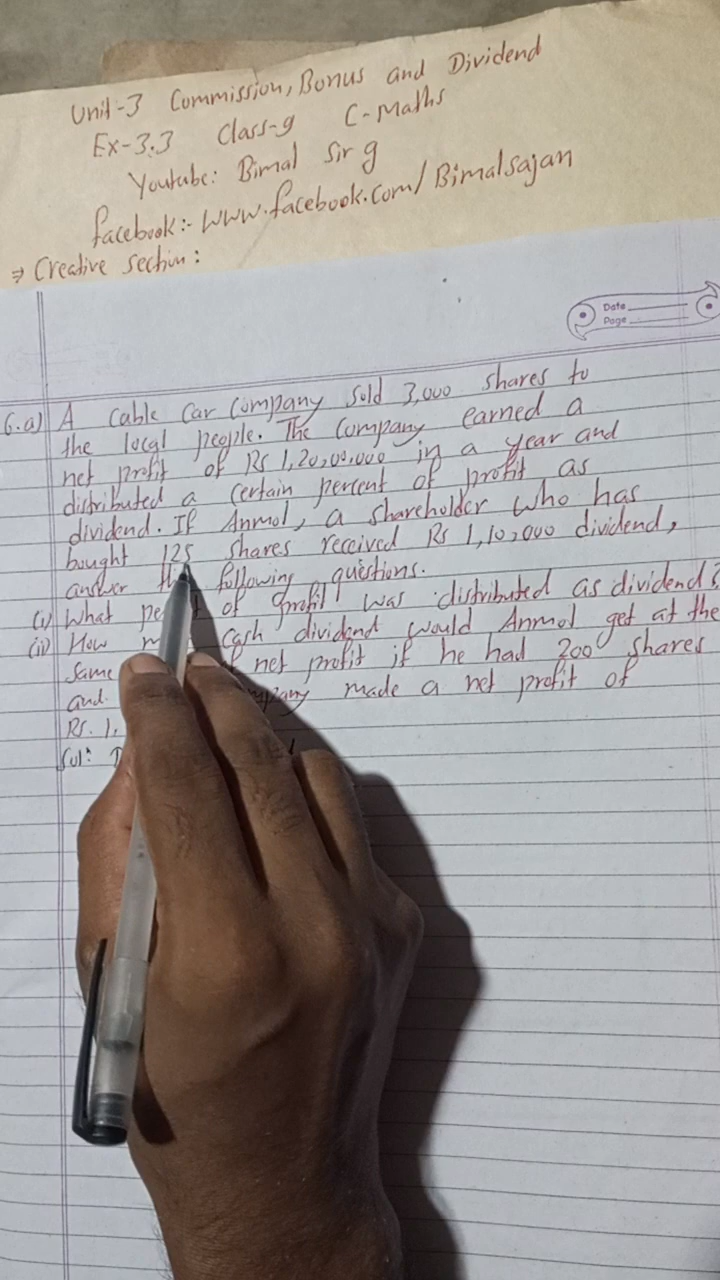 Unit-3 Commission, Bonus and Dividend
Ex-3.3 Class-9 C-Maths
Youtube: Bimal Sir g
facebook:- www.facebook.com/Bimalsajan
⇒ Creative section:
Date
Page
6.a) A Cable Car Company sold 3,000 shares to
the local people. The Company earned a
net profit of Rs 1,20,00,000 in a year and
distributed a certain percent of profit as
dividend. If Anmol, a shareholder who has
bought 125 shares received Rs 1,10,000 dividend,
answer following questions.
(i) What of profit was distributed as dividend?
(ii) How cash dividend would Anmol get at the
same net profit if he had 200 shares
and made a net profit of
Rs. 1,
Sol: